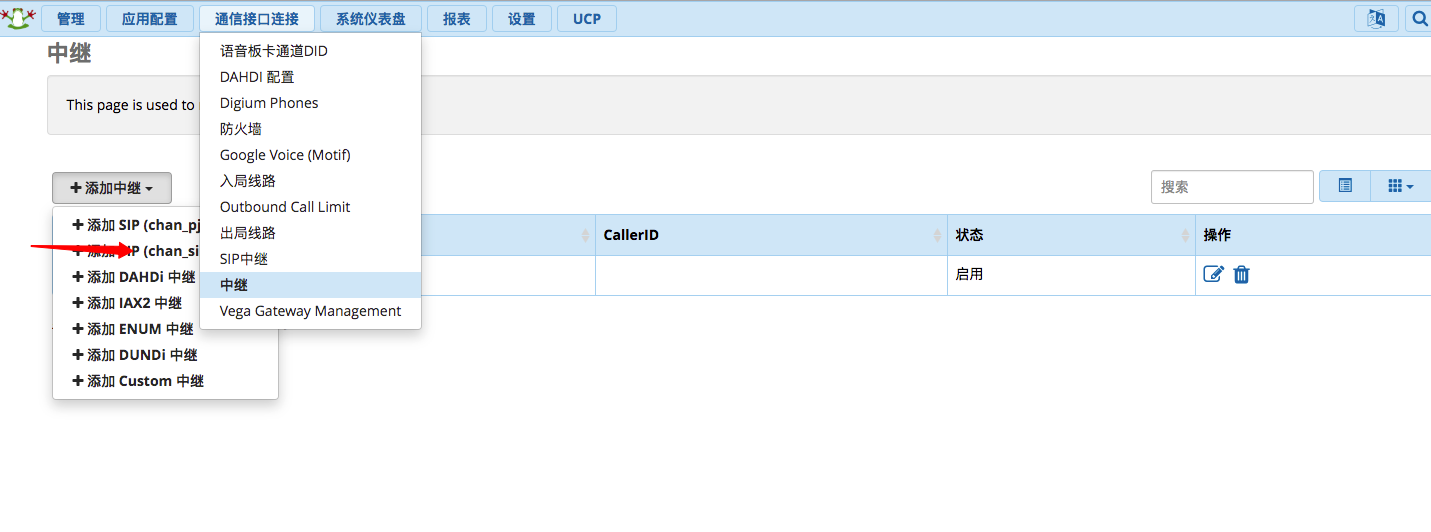 管理 应用配置 通信接口连接 系统仪表盘 报表 设置 UCP
中继
This page is used to
语音板卡通道DID
DAHDI 配置
Digium Phones
防火墙
Google Voice (Motif)
入局线路
Outbound Call Limit
出局线路
SIP中继
中继
Vega Gateway Management
添加中继
搜索
添加 SIP (chan_pj
添加 SIP (chan_si
添加 DAHDi 中继
添加 IAX2 中继
添加 ENUM 中继
添加 DUNDi 中继
添加 Custom 中继
CallerID 状态 操作
启用